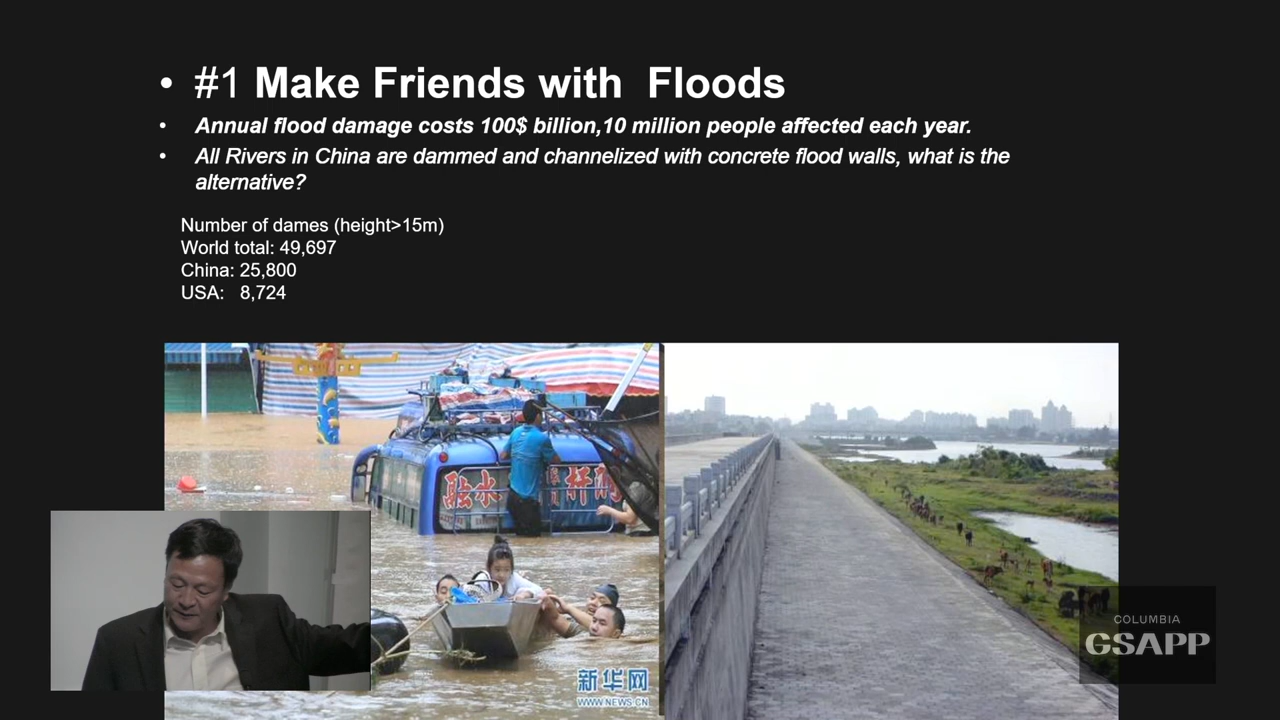 • #1 Make Friends with  Floods
• Annual flood damage costs 100$ billion,10 million people affected each year.
• All Rivers in China are dammed and channelized with concrete flood walls, what is the
alternative?
Number of dames (height>15m)
World total: 49,697
China: 25,800
USA:   8,724
融水
新华网
WWW.NEWS.CN
COLUMBIA
GSAPP